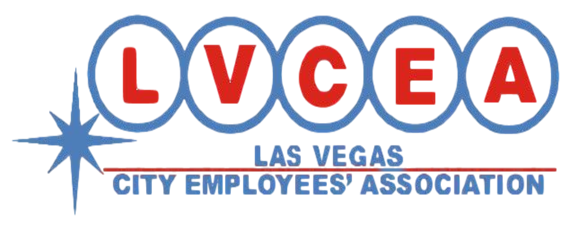 LVCEA
LAS VEGAS
CITY EMPLOYEES' ASSOCIATION